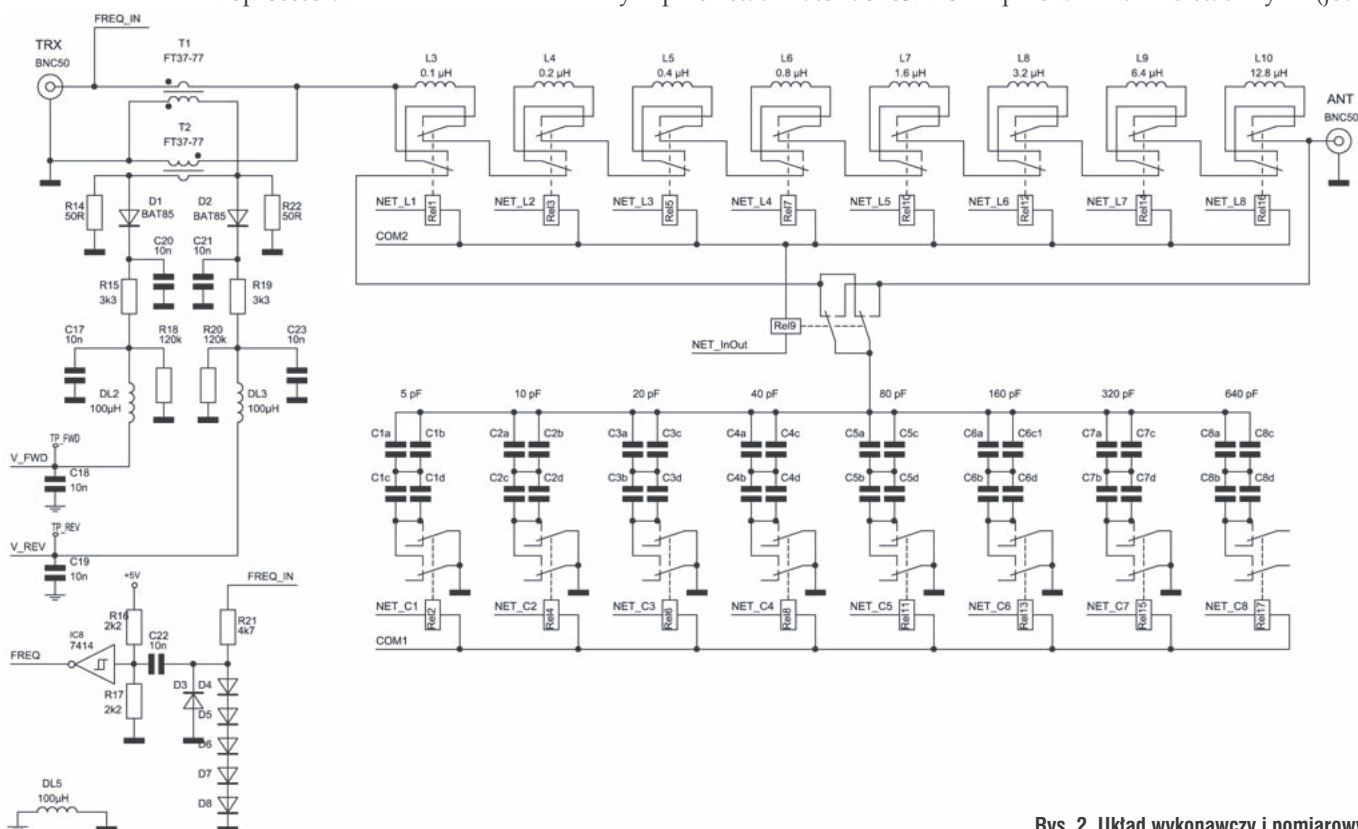 FREQ_IN
TRX
BNC50
T1
FT37-77
T2
FT37-77
L3
0.1 µH
L4
0.2 µH
L5
0.4 µH
L6
0.8 µH
L7
1.6 µH
L8
3.2 µH
L9
6.4 µH
L10
12.8 µH
ANT
BNC50
R14
50R
D1
BAT85
D2
BAT85
R22
50R
C20
10n
C21
10n
R15
3k3
R19
3k3
C17
10n
R18
120k
R20
120k
C23
10n
DL2
100µH
DL3
100µH
NET_L1
Rel1
NET_L2
Rel3
NET_L3
Rel5
NET_L4
Rel7
NET_L5
Rel10
NET_L6
Rel12
NET_L7
Rel14
NET_L8
Rel16
COM2
Rel9
NET_InOut
5 pF
10 pF
20 pF
40 pF
80 pF
160 pF
320 pF
640 pF
C1a
C1b
C2a
C2b
C3a
C3c
C4a
C4c
C5a
C5c
C6a
C6c1
C7a
C7c
C8a
C8c
C1c
C1d
C2c
C2d
C3b
C3d
C4b
C4d
C5b
C5d
C6b
C6d
C7b
C7d
C8b
C8d
NET_C1
Rel2
NET_C2
Rel4
NET_C3
Rel6
NET_C4
Rel8
NET_C5
Rel11
NET_C6
Rel13
NET_C7
Rel15
NET_C8
Rel17
COM1
TP_FWD
V_FWD
C18
10n
TP_REV
V_REV
C19
10n
+5V
FREQ_IN
R16
2k2
R21
4k7
IC8
7414
C22
10n
FREQ
R17
2k2
D3
D4
D5
D6
D7
D8
DL5
100µH
Rys. 2. Układ wykonawczy i pomiarowy